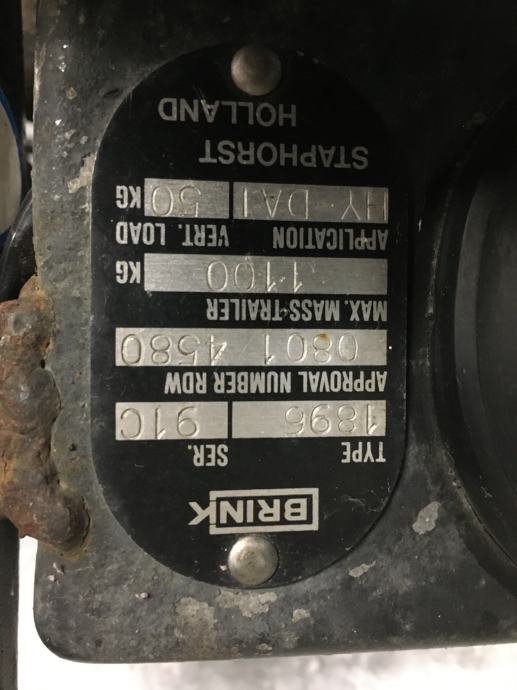 BRINK
TYPE SER.
1896 91C
APPROVAL NUMBER RDW
0801 4580
MAX. MASS-TRAILER
1100 KG
APPLICATION VERT. LOAD
HY DAI 50 KG
STAPHORST
HOLLAND